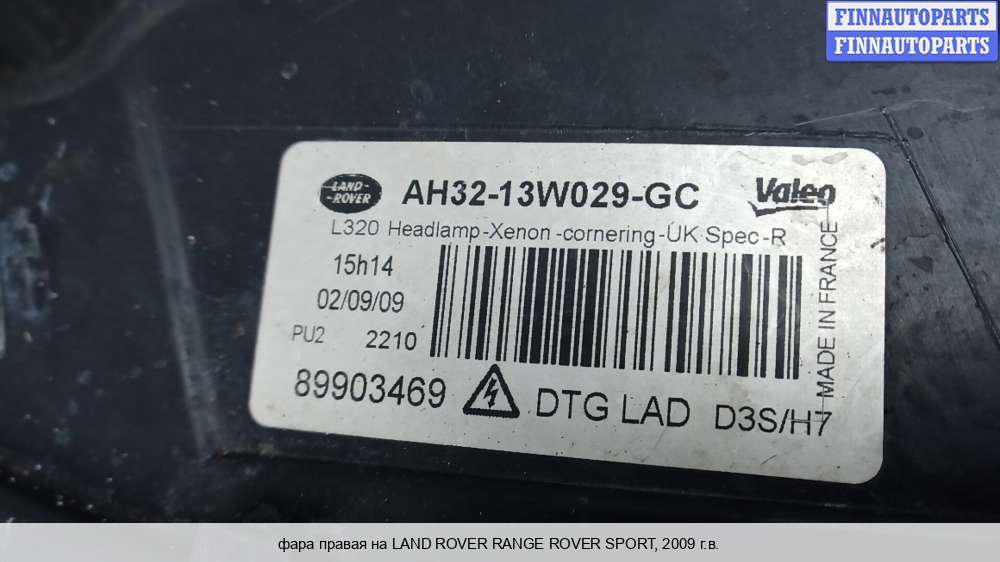 FINNAUTOPARTS
FINNAUTOPARTS
LAND-
-ROVER
AH32-13W029-GC
Valeo
L320 Headlamp-Xenon-cornering-UK Spec-R
15h14
02/09/09
PU2 2210
MADE IN FRANCE
89903469 DTG LAD D3S/H7
фара правая на LAND ROVER RANGE ROVER SPORT, 2009 г.в.